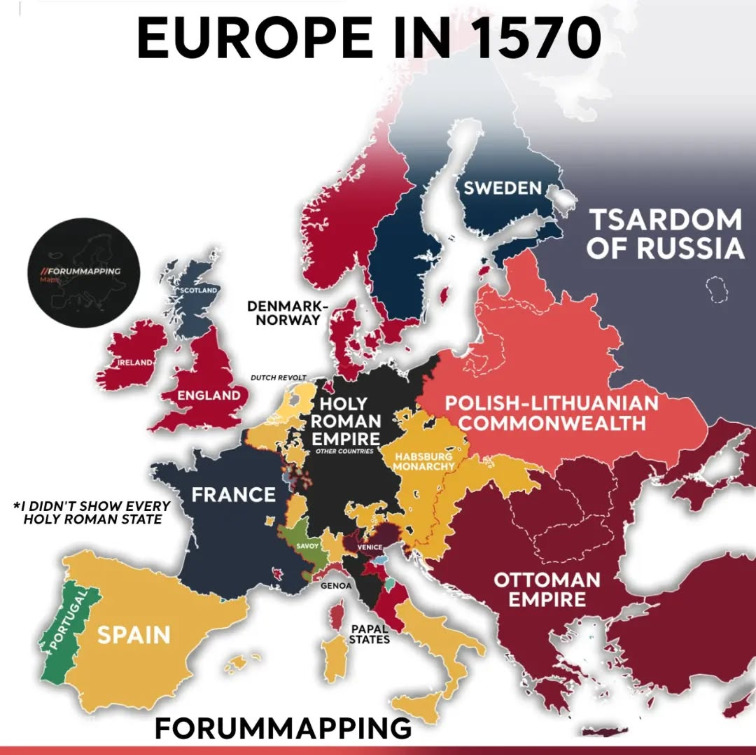 EUROPE IN 1570
SWEDEN
TSARDOM
OF RUSSIA
//FORUMMAPPING
Maps
SCOTLAND
DENMARK-
NORWAY
IRELAND
ENGLAND
DUTCH REVOLT
HOLY
ROMAN
EMPIRE
OTHER COUNTRIES
POLISH-LITHUANIAN
COMMONWEALTH
HABSBURG
MONARCHY
FRANCE
*I DIDN'T SHOW EVERY
HOLY ROMAN STATE
SAVOY
VENICE
GENOA
OTTOMAN
EMPIRE
PORTUGAL
SPAIN
PAPAL
STATES
FORUMMAPPING